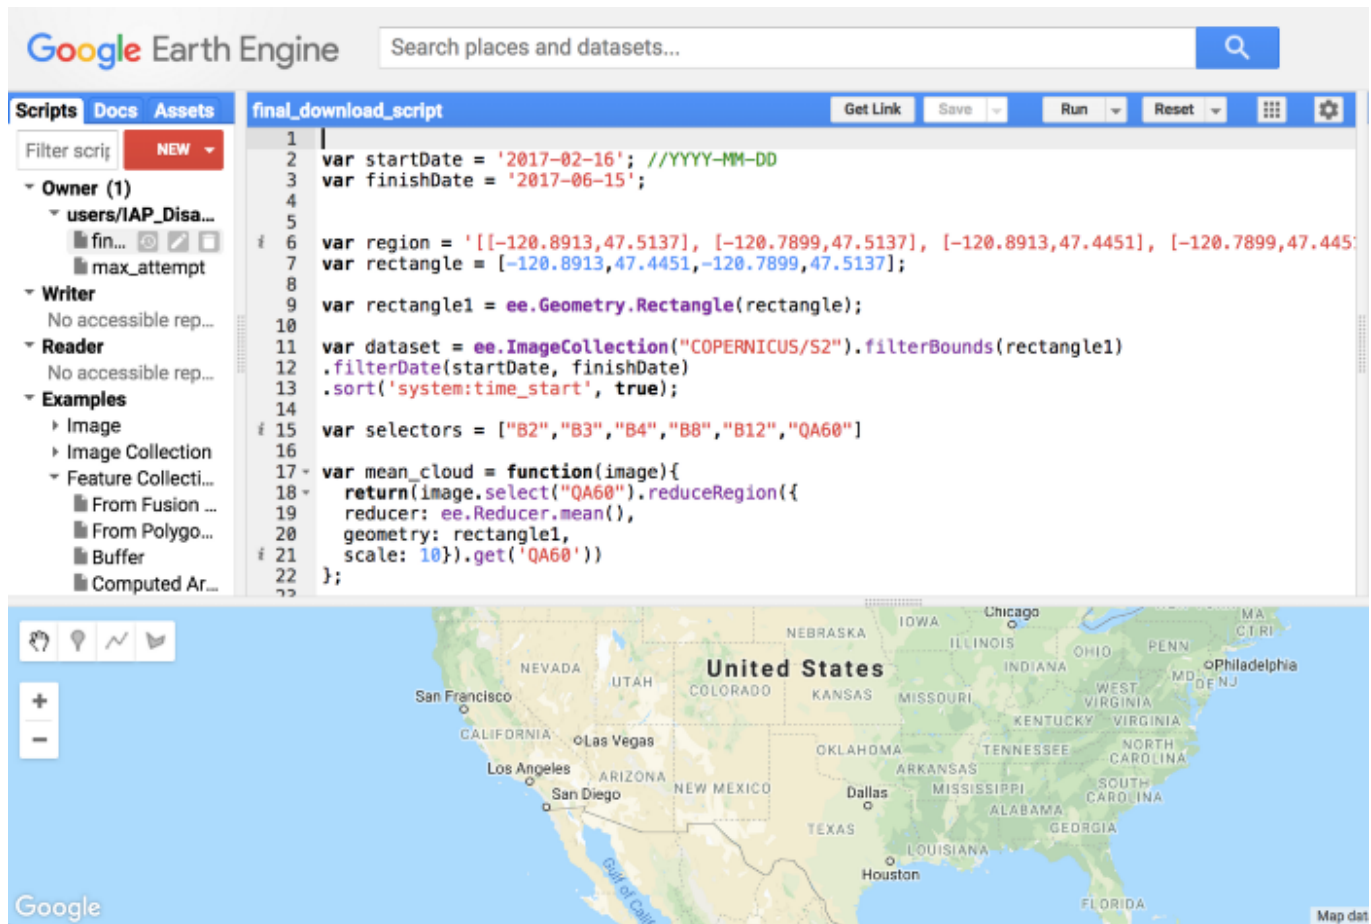 Google Earth Engine
Search places and datasets...
Scripts Docs Assets
Filter scrip
NEW
Owner (1)
users/IAP_Disa...
fin...
max_attempt
Writer
No accessible rep...
Reader
No accessible rep...
Examples
Image
Image Collection
Feature Collecti...
From Fusion ...
From Polygo...
Buffer
Computed Ar...
final_download_script
Get Link Save Run Reset
1
2 var startDate = '2017-02-16'; //YYYY-MM-DD
3 var finishDate = '2017-06-15';
4
5
i 6 var region = '[[-120.8913,47.5137], [-120.7899,47.5137], [-120.8913,47.4451], [-120.7899,47.445
7 var rectangle = [-120.8913,47.4451,-120.7899,47.5137];
8
9 var rectangle1 = ee.Geometry.Rectangle(rectangle);
10
11 var dataset = ee.ImageCollection("COPERNICUS/S2").filterBounds(rectangle1)
12 .filterDate(startDate, finishDate)
13 .sort('system:time_start', true);
14
i 15 var selectors = ["B2","B3","B4","B8","B12","QA60"]
16
17 var mean_cloud = function(image){
18 return(image.select("QA60").reduceRegion({
19 reducer: ee.Reducer.mean(),
20 geometry: rectangle1,
i 21 scale: 10}).get('QA60'))
22 };
Chicago
IOWA
MA
NEBRASKA
ILLINOIS
CT RI
OHIO
PENN
NEVADA
United States
INDIANA
Philadelphia
UTAH
COLORADO
KANSAS
MISSOURI
WEST VIRGINIA
MD
DE NJ
San Francisco
KENTUCKY
VIRGINIA
CALIFORNIA
Las Vegas
OKLAHOMA
TENNESSEE
NORTH CAROLINA
Los Angeles
ARIZONA
NEW MEXICO
ARKANSAS
San Diego
Dallas
MISSISSIPPI
SOUTH CAROLINA
ALABAMA
TEXAS
GEORGIA
LOUISIANA
Houston
Gulf of Cali
FLORIDA
Google
Map dat